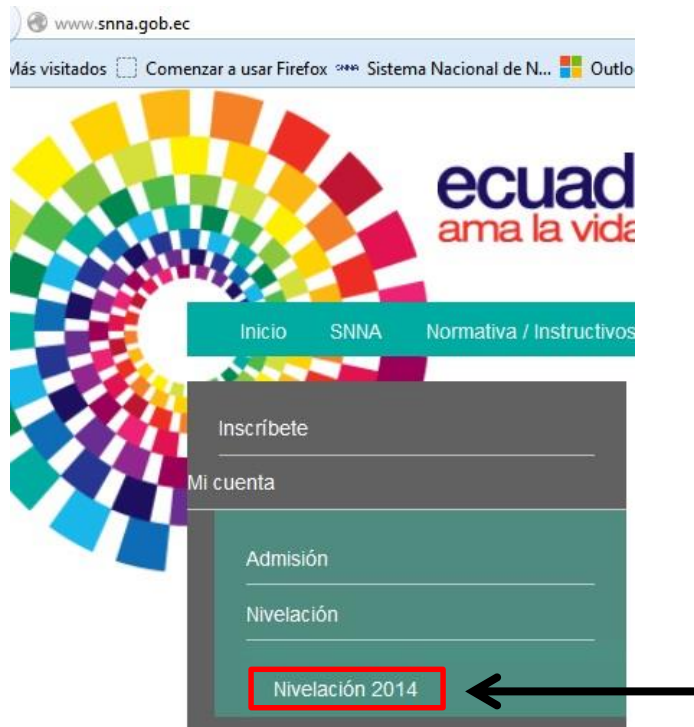 www.snna.gob.ec
Más visitados Comenzar a usar Firefox SNNA Sistema Nacional de N... Outlo
ecuad
ama la vida
Inicio SNNA Normativa / Instructivos
Inscríbete
Mi cuenta
Admisión
Nivelación
Nivelación 2014